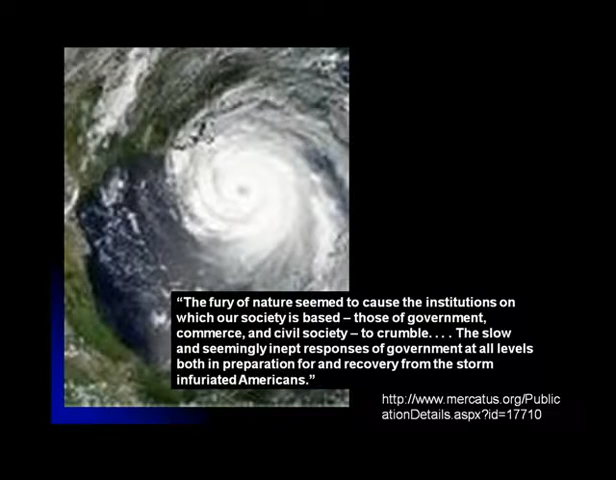 “The fury of nature seemed to cause the institutions on
which our society is based – those of government,
commerce, and civil society – to crumble. . . . The slow
and seemingly inept responses of government at all levels
both in preparation for and recovery from the storm
infuriated Americans.”
http://www.mercatus.org/Public
ationDetails.aspx?id=17710